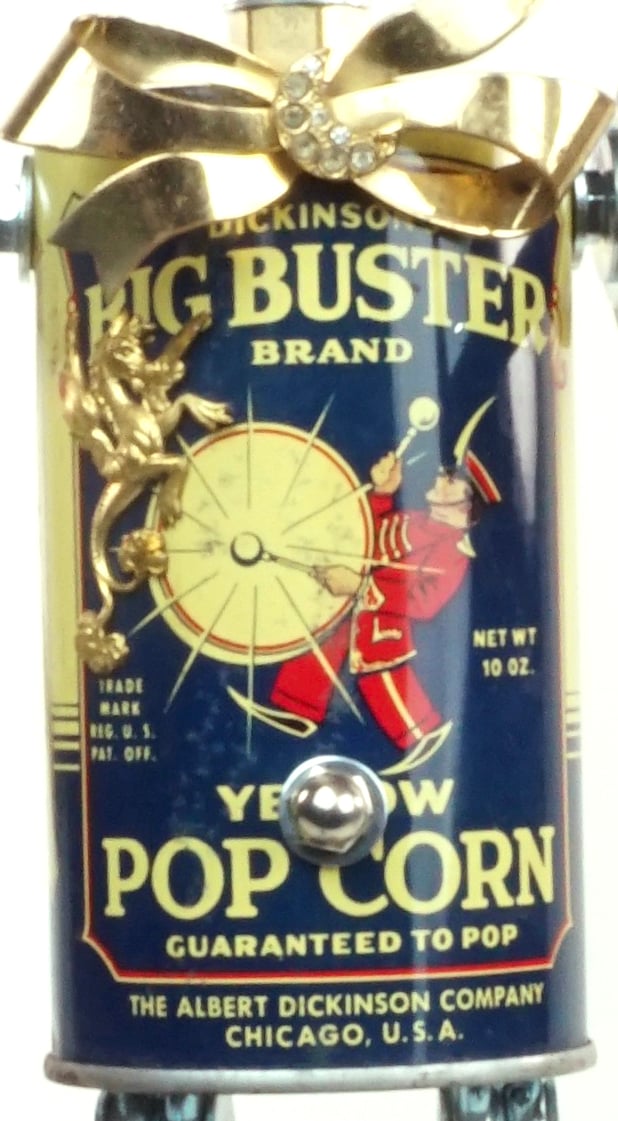 DICKINSON'S
BIG BUSTER
BRAND
NET WT
10 OZ.
TRADE
MARK
REG. U. S.
PAT. OFF.
YELLOW
POP CORN
GUARANTEED TO POP
THE ALBERT DICKINSON COMPANY
CHICAGO, U.S.A.